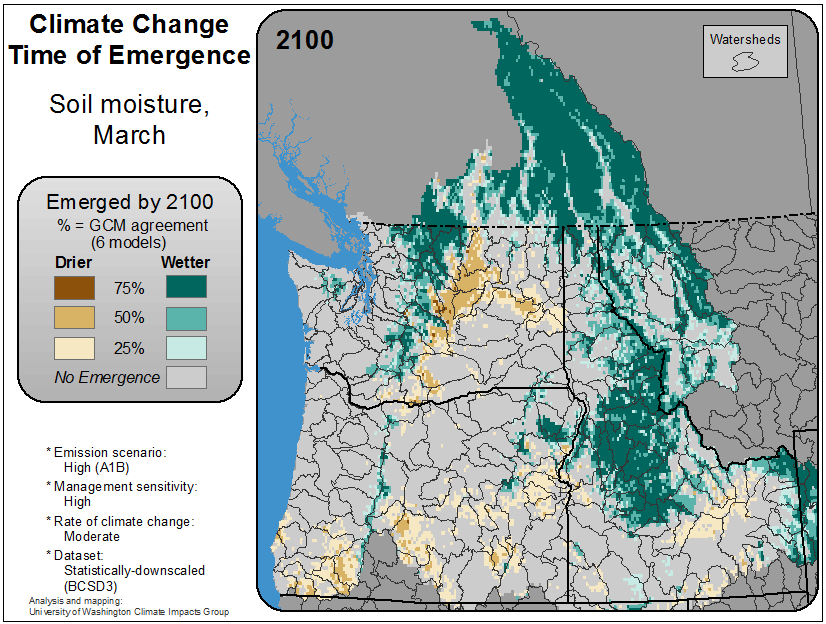 Climate Change
Time of Emergence
Soil moisture,
March
Emerged by 2100
% = GCM agreement
(6 models)
Drier Wetter
75%
50%
25%
No Emergence
* Emission scenario:
High (A1B)
* Management sensitivity:
High
* Rate of climate change:
Moderate
* Dataset:
Statistically-downscaled
(BCSD3)
Analysis and mapping:
University of Washington Climate Impacts Group
2100
Watersheds